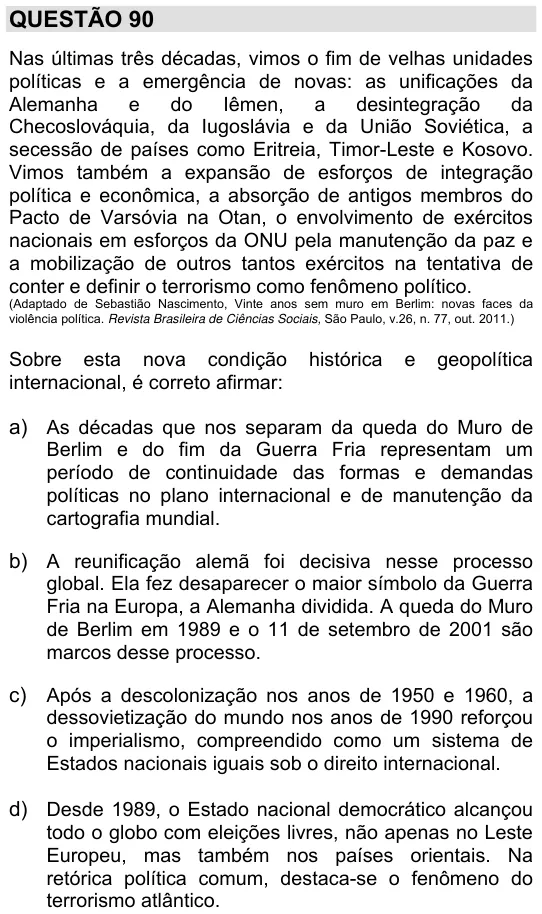 QUESTÃO 90
Nas últimas três décadas, vimos o fim de velhas unidades
políticas e a emergência de novas: as unificações da
Alemanha e do Iêmen, a desintegração da
Checoslováquia, da Iugoslávia e da União Soviética, a
secessão de países como Eritreia, Timor-Leste e Kosovo.
Vimos também a expansão de esforços de integração
política e econômica, a absorção de antigos membros do
Pacto de Varsóvia na Otan, o envolvimento de exércitos
nacionais em esforços da ONU pela manutenção da paz e
a mobilização de outros tantos exércitos na tentativa de
conter e definir o terrorismo como fenômeno político.
(Adaptado de Sebastião Nascimento, Vinte anos sem muro em Berlim: novas faces da
violência política. Revista Brasileira de Ciências Sociais, São Paulo, v.26, n. 77, out. 2011.)
Sobre esta nova condição histórica e geopolítica
internacional, é correto afirmar:
a) As décadas que nos separam da queda do Muro de
Berlim e do fim da Guerra Fria representam um
período de continuidade das formas e demandas
políticas no plano internacional e de manutenção da
cartografia mundial.
b) A reunificação alemã foi decisiva nesse processo
global. Ela fez desaparecer o maior símbolo da Guerra
Fria na Europa, a Alemanha dividida. A queda do Muro
de Berlim em 1989 e o 11 de setembro de 2001 são
marcos desse processo.
c) Após a descolonização nos anos de 1950 e 1960, a
dessovietização do mundo nos anos de 1990 reforçou
o imperialismo, compreendido como um sistema de
Estados nacionais iguais sob o direito internacional.
d) Desde 1989, o Estado nacional democrático alcançou
todo o globo com eleições livres, não apenas no Leste
Europeu, mas também nos países orientais. Na
retórica política comum, destaca-se o fenômeno do
terrorismo atlântico.